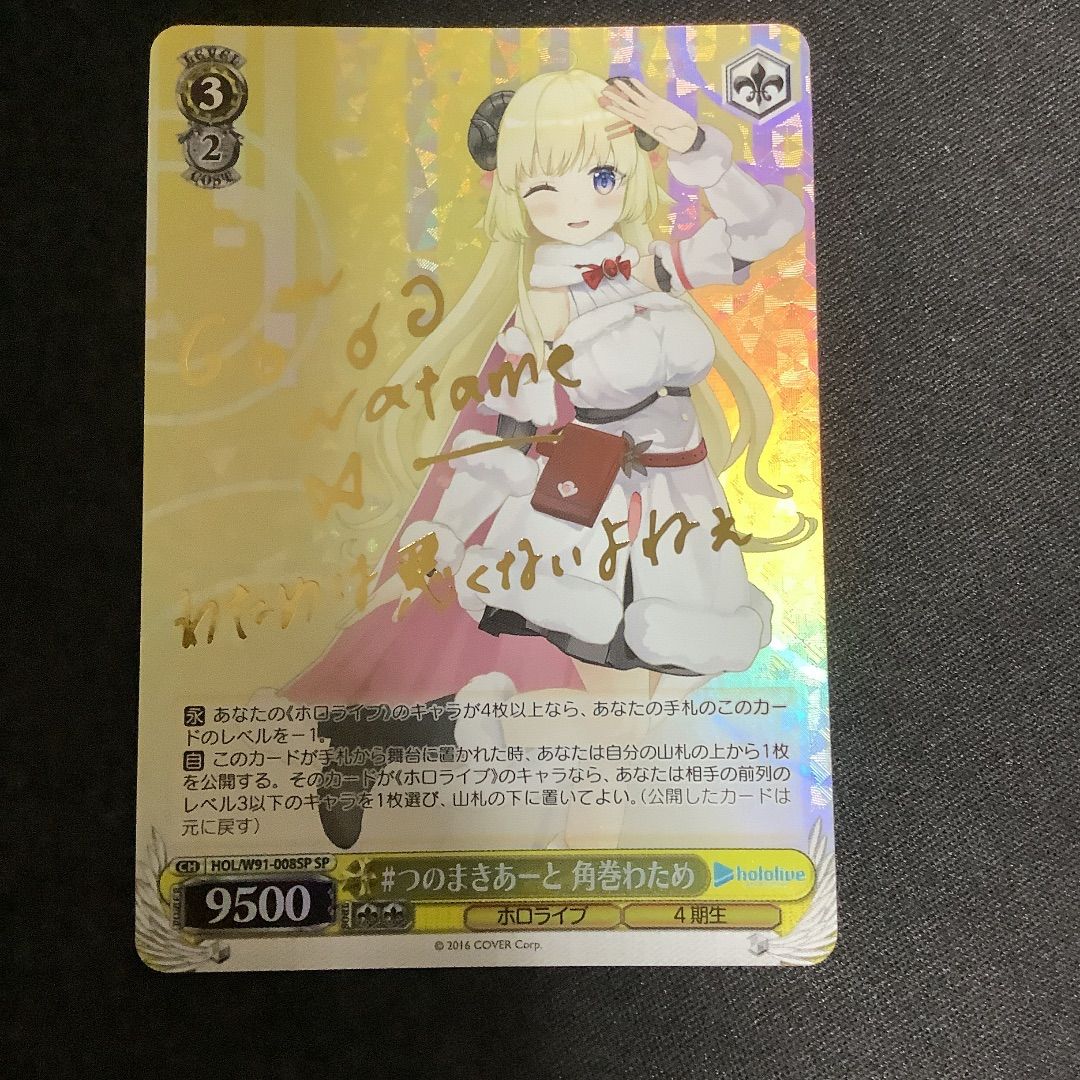 LEVEL
3
2
COST
Watame
わためは悪くないよねぇ
永 あなたの《ホロライブ》のキャラが4枚以上なら、あなたの手札のこのカー
ドのレベルを－1。
自 このカードが手札から舞台に置かれた時、あなたは自分の山札の上から1枚
を公開する。そのカードが《ホロライブ》のキャラなら、あなたは相手の前列の
レベル3以下のキャラを1枚選び、山札の下に置いてよい。（公開したカードは
元に戻す）
CH HOL/W91-008SP SP
#つのまきあーと 角巻わため
hololive
POWER 9500 SOUL
ホロライブ
4期生
© 2016 COVER Corp.